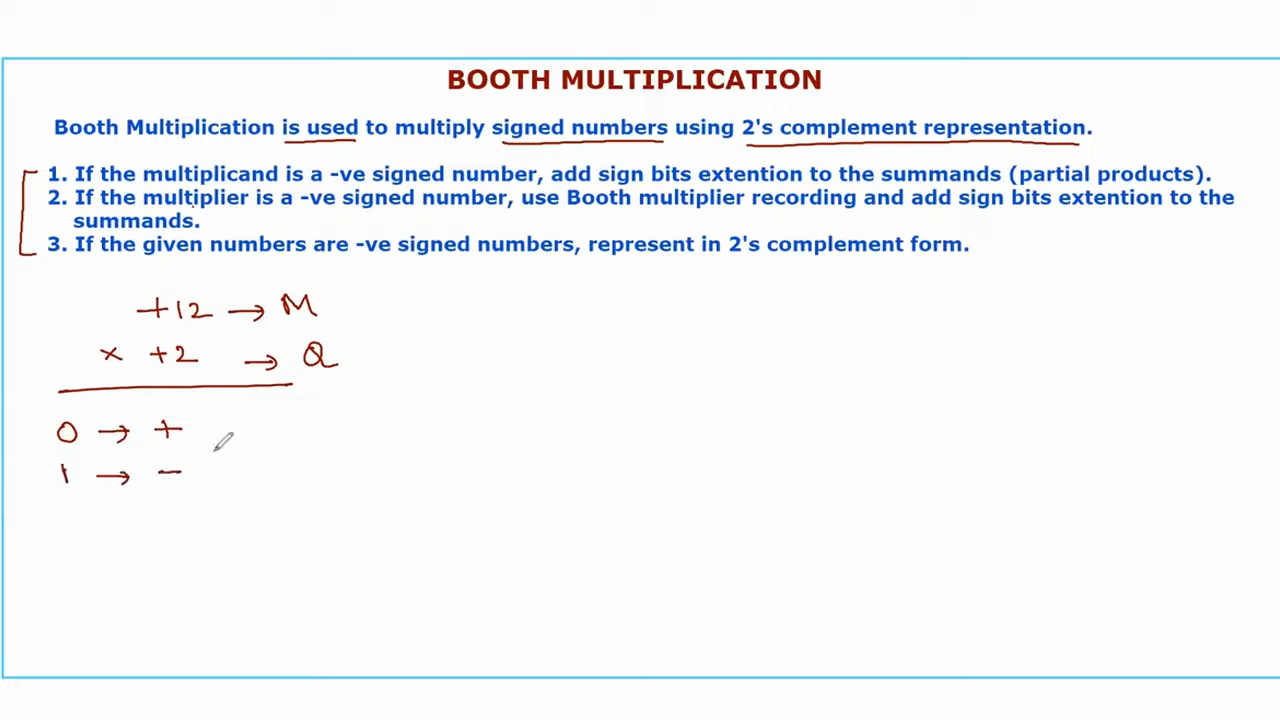 BOOTH MULTIPLICATION
Booth Multiplication is used to multiply signed numbers using 2's complement representation.
1. If the multiplicand is a -ve signed number, add sign bits extention to the summands (partial products).
2. If the multiplier is a -ve signed number, use Booth multiplier recording and add sign bits extention to the
summands.
3. If the given numbers are -ve signed numbers, represent in 2's complement form.
+12 → M
× +2 → Q
0 → +
1 → -